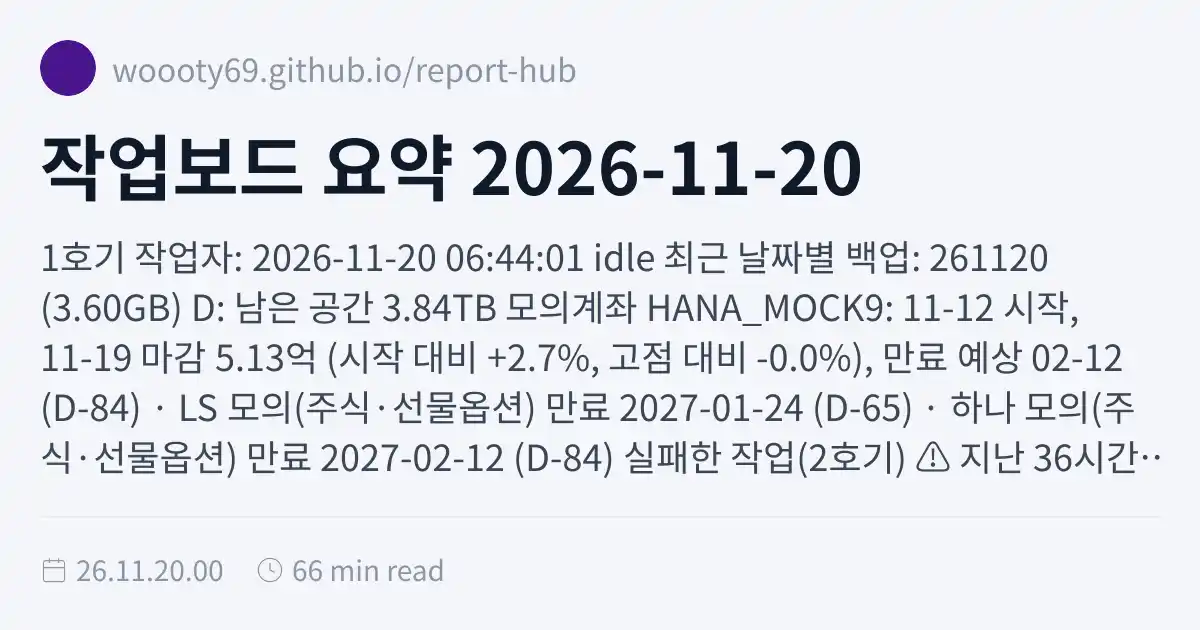 woooty69.github.io/report-hub
작업보드 요약 2026-11-20
1호기 작업자: 2026-11-20 06:44:01 idle 최근 날짜별 백업: 261120
(3.60GB) D: 남은 공간 3.84TB 모의계좌 HANA_MOCK9: 11-12 시작,
11-19 마감 5.13억 (시작 대비 +2.7%, 고점 대비 -0.0%), 만료 예상 02-12
(D-84) · LS 모의(주식·선물옵션) 만료 2027-01-24 (D-65) · 하나 모의(주
식·선물옵션) 만료 2027-02-12 (D-84) 실패한 작업(2호기) ⚠ 지난 36시간··
26.11.20.00 66 min read